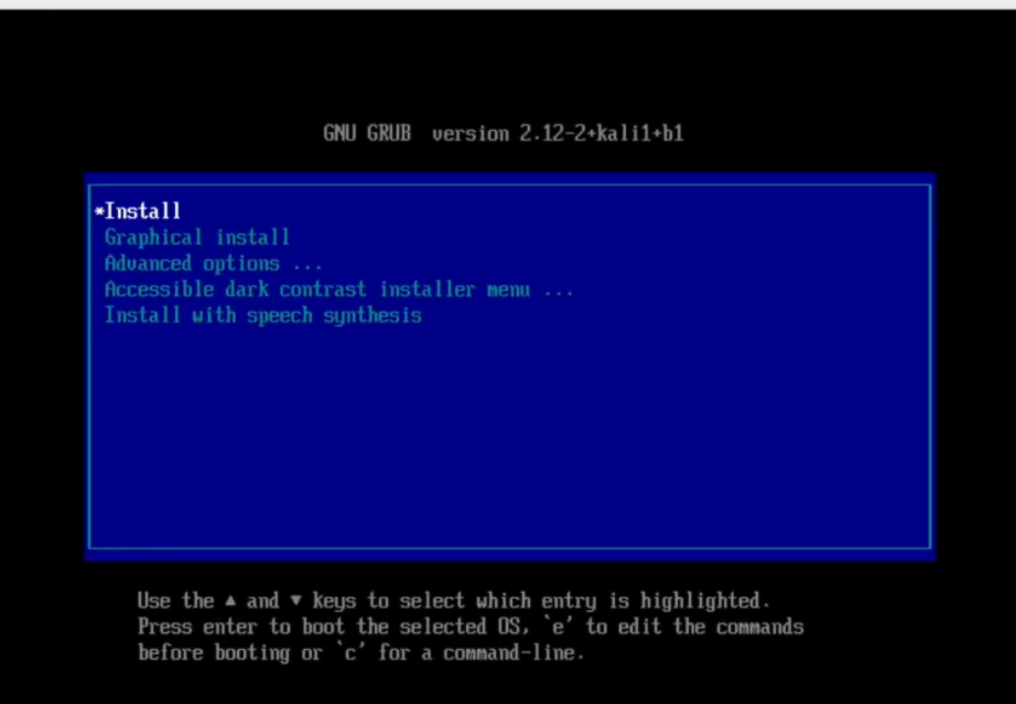 GNU GRUB  version 2.12-2+kali1+b1
*Install
Graphical install
Advanced options ...
Accessible dark contrast installer menu ...
Install with speech synthesis
Use the ▲ and ▼ keys to select which entry is highlighted.
Press enter to boot the selected OS, `e' to edit the commands
before booting or `c' for a command-line.